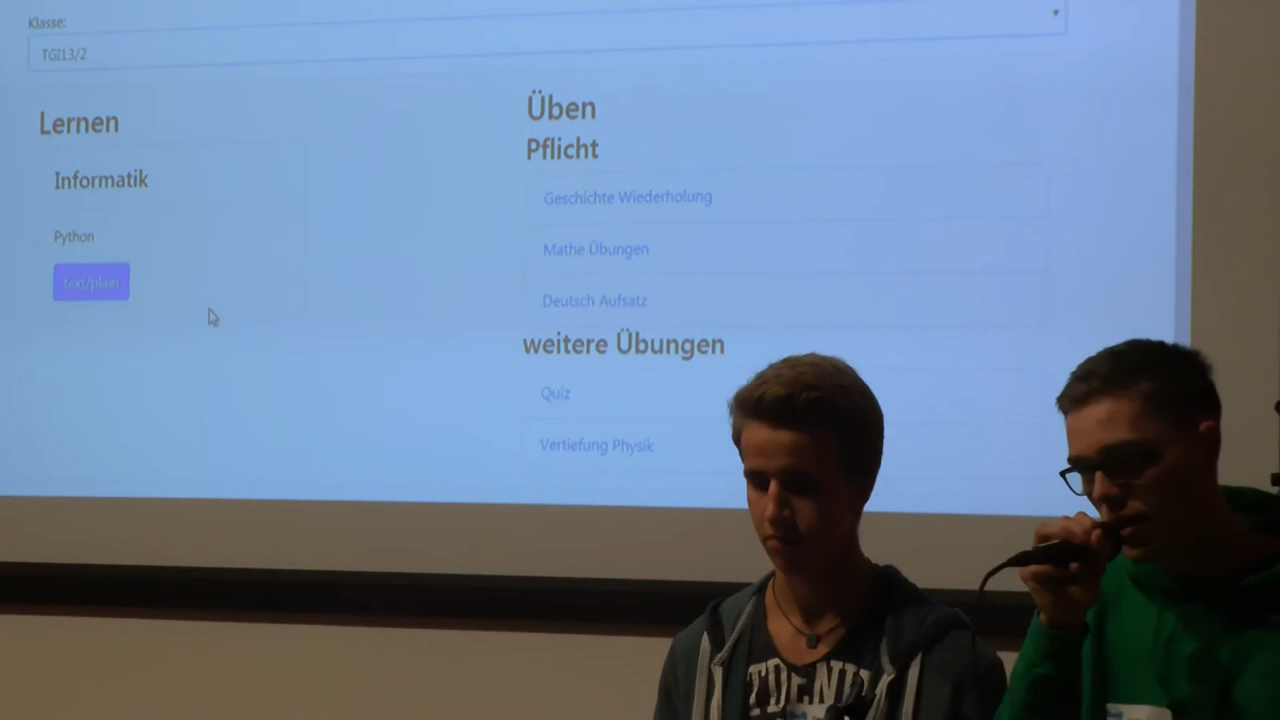 Klasse:
TGI13/2
Lernen
Informatik
Python
text/plain
Üben
Pflicht
Geschichte Wiederholung
Mathe Übungen
Deutsch Aufsatz
weitere Übungen
Quiz
Vertiefung Physik